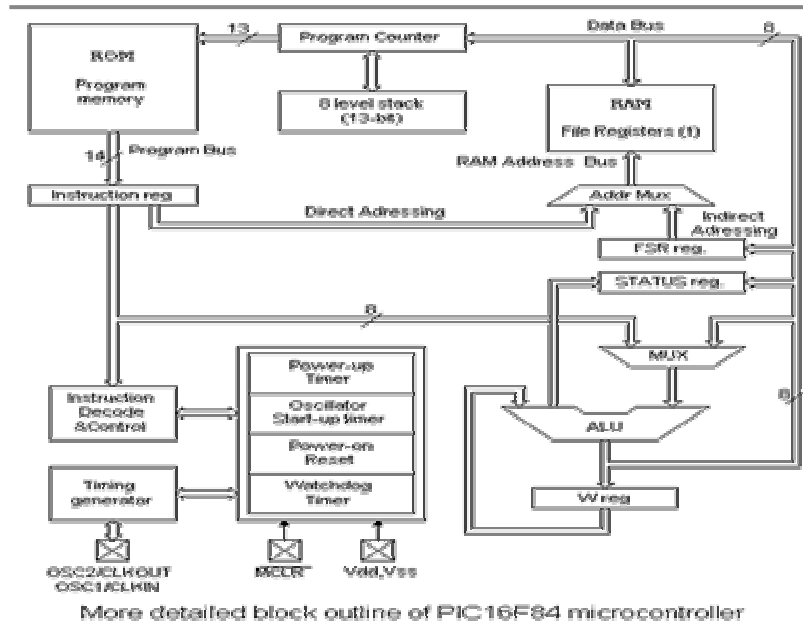 13
Program Counter
Data Bus
8
ROM
Program
memory
8 level stack
(13-bit)
RAM
File Registers (1)
14
Program Bus
RAM Address Bus
Instruction reg
Addr Mux
Direct Adressing
Indirect
Adressing
FSR reg.
STATUS reg.
8
MUX
Power-up
Timer
Instruction
Decode
&Control
Oscillator
Start-up timer
8
ALU
Power-on
Reset
Timing
generator
Watchdog
Timer
W reg
OSC2/CLKOUT
OSC1/CLKIN
MCLR
Vdd,Vss
More detailed block outline of PIC16F84 microcontroller